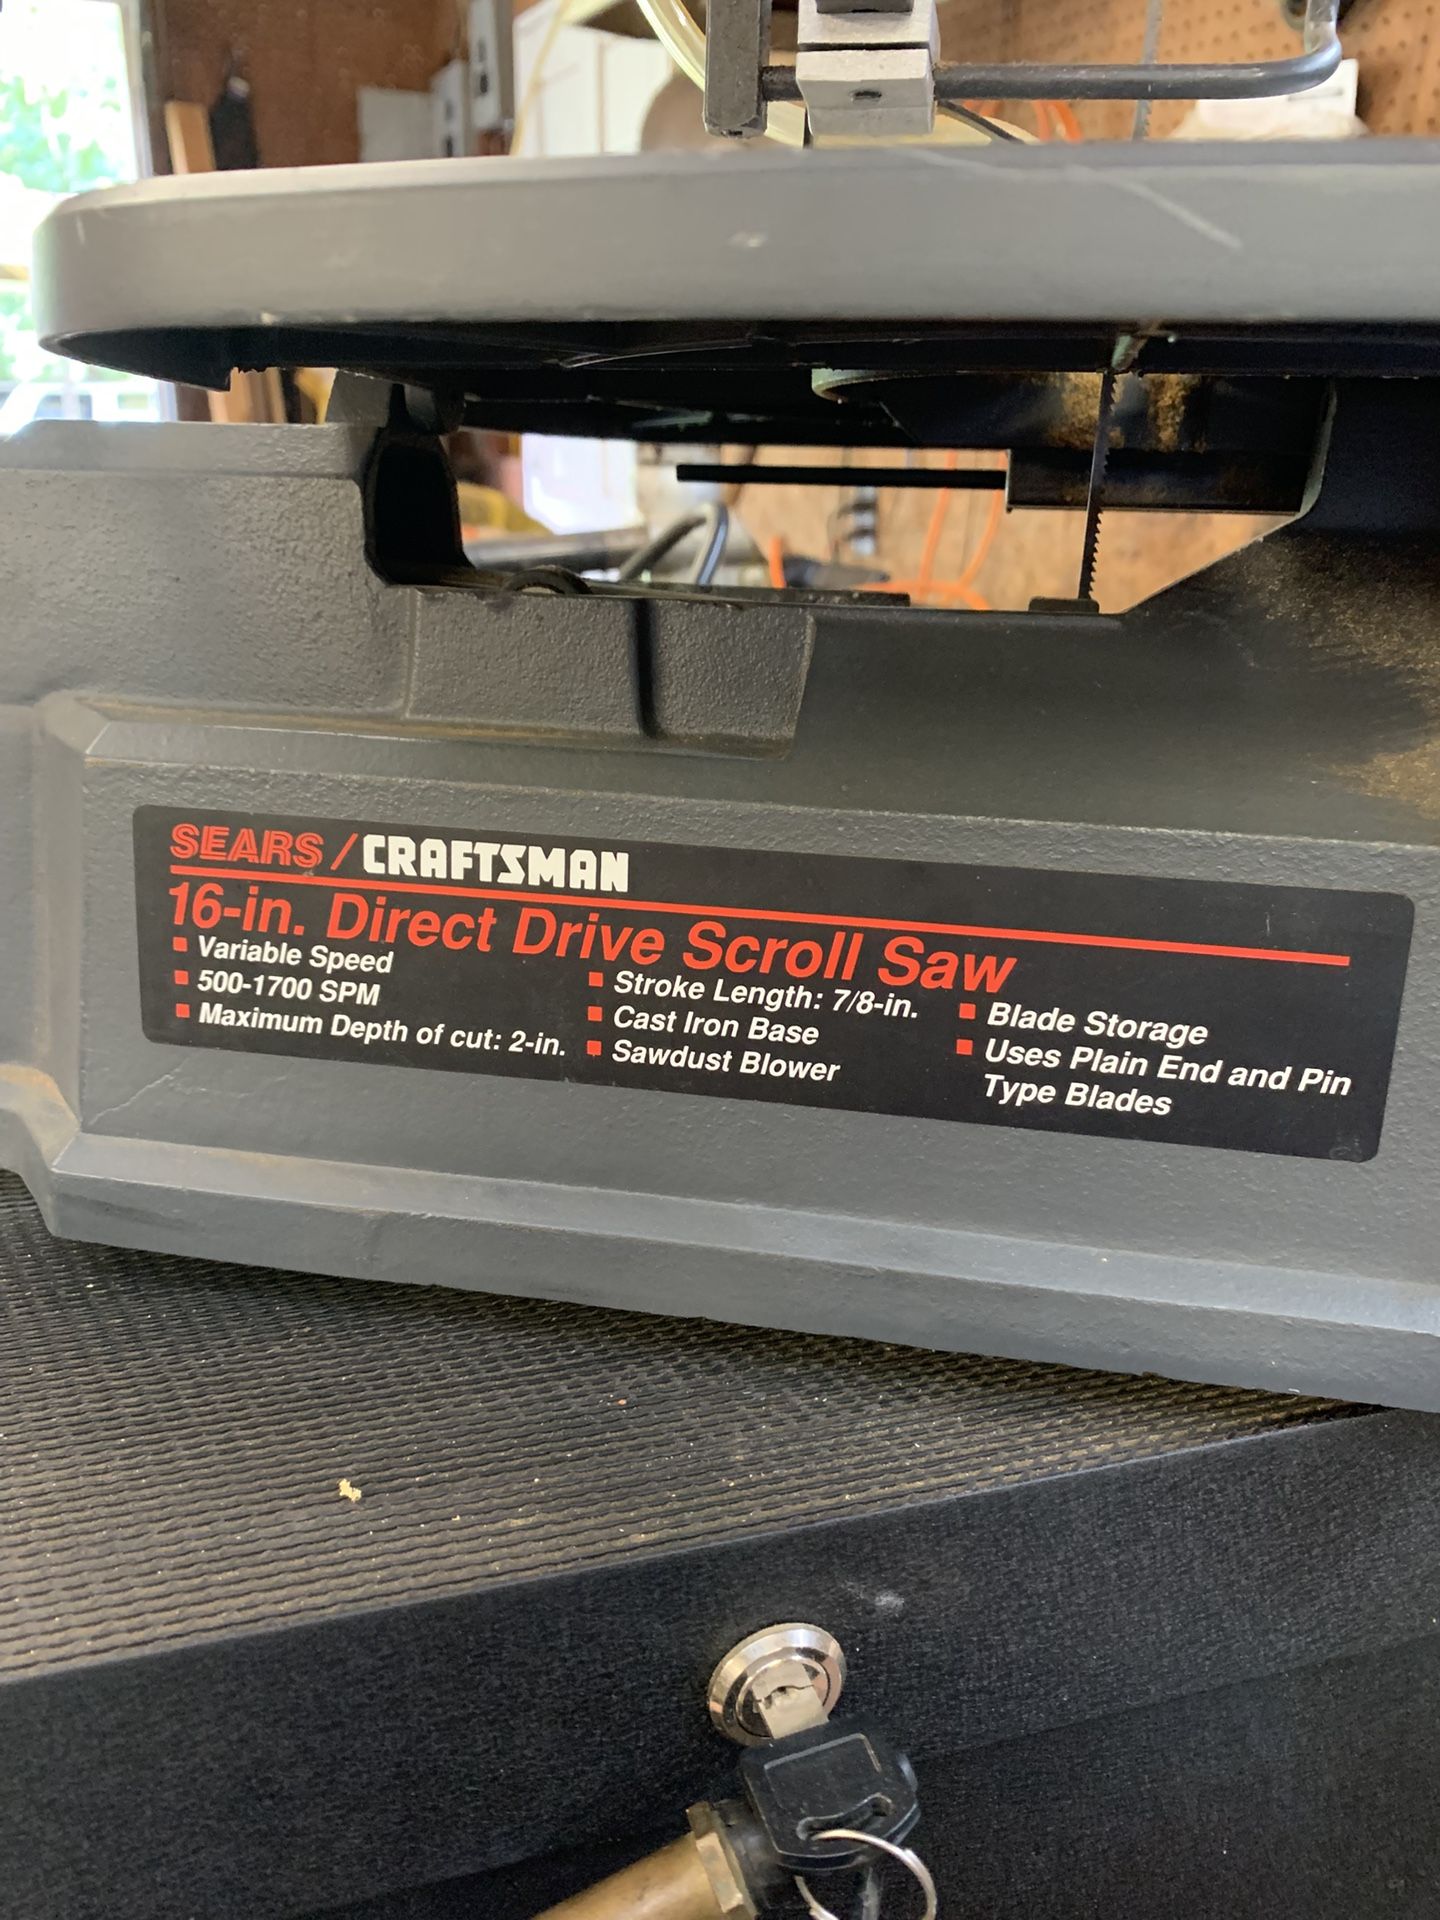 SEARS / CRAFTSMAN
16-in. Direct Drive Scroll Saw
▪ Variable Speed
▪ 500-1700 SPM
▪ Maximum Depth of cut: 2-in.
▪ Stroke Length: 7/8-in.
▪ Cast Iron Base
▪ Sawdust Blower
▪ Blade Storage
▪ Uses Plain End and Pin
Type Blades